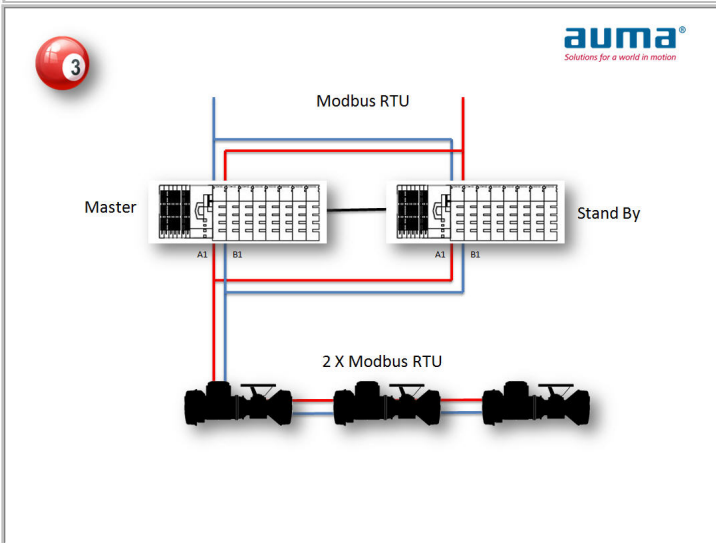 3
auma®
Solutions for a world in motion
Modbus RTU
Master
Stand By
A1 B1
A1 B1
2 X Modbus RTU